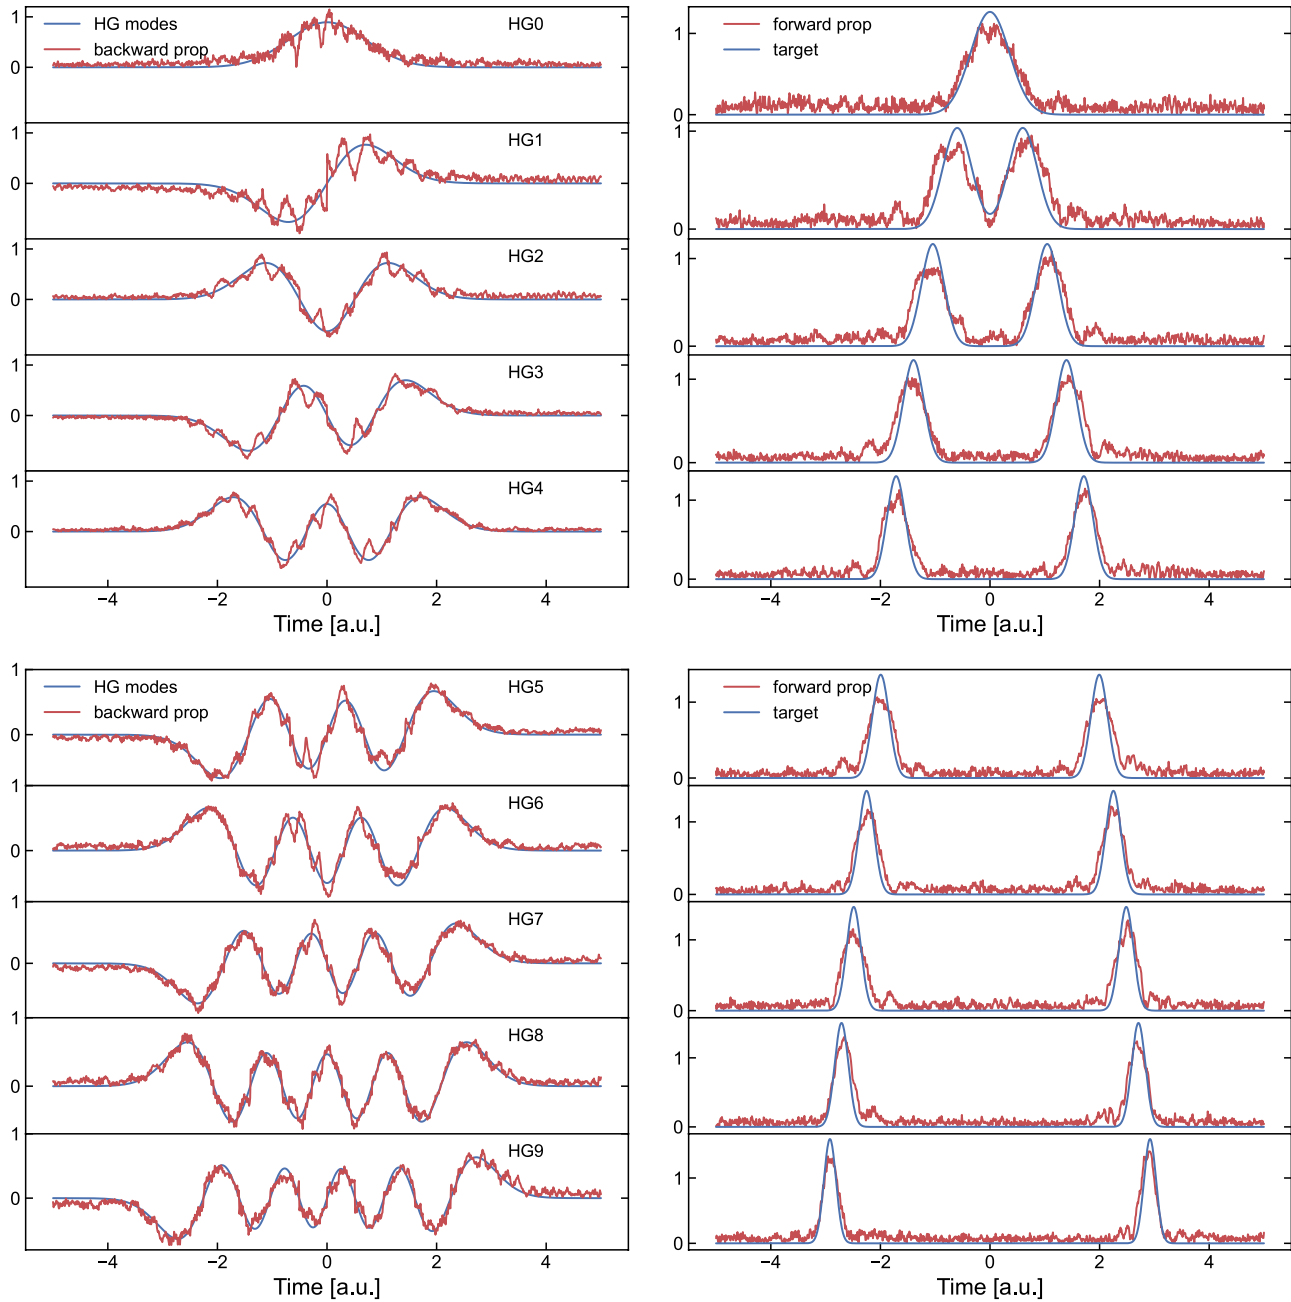 HG modes
backward prop
HG0
1
0
HG1
1
0
HG2
1
0
HG3
1
0
HG4
1
0
−4 −2 0 2 4
Time [a.u.]
forward prop
target
1
0
1
0
1
0
1
0
1
0
−4 −2 0 2 4
Time [a.u.]
HG modes
backward prop
HG5
1
0
HG6
1
0
HG7
1
0
HG8
1
0
HG9
1
0
−4 −2 0 2 4
Time [a.u.]
forward prop
target
1
0
1
0
1
0
1
0
1
0
−4 −2 0 2 4
Time [a.u.]